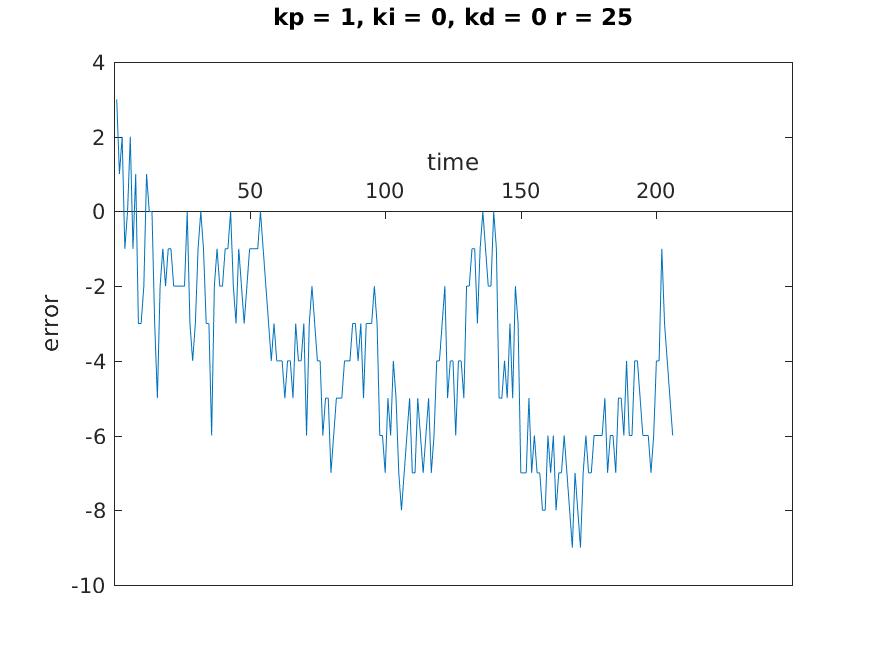 kp = 1, ki = 0, kd = 0 r = 25
4
2
time
50 100 150 200
0
-2
-4
-6
-8
-10
error